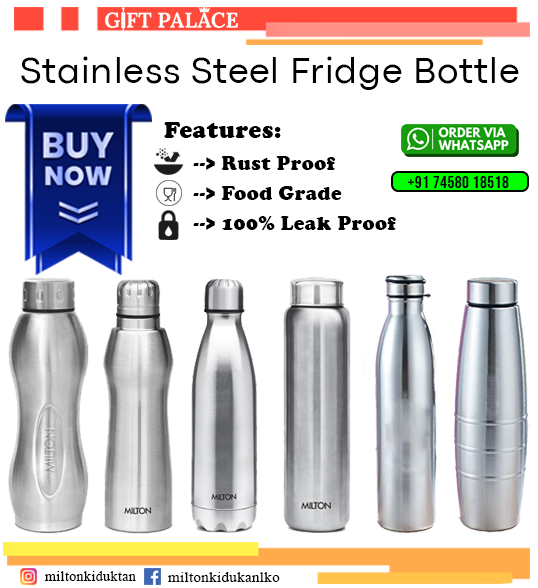 GIFT PALACE
Stainless Steel Fridge Bottle
BUY
NOW
Features:
--> Rust Proof
--> Food Grade
--> 100% Leak Proof
ORDER VIA
WHATSAPP
+91 74580 18518
MILTON
MILTON
MILTON
MILTON
miltonkiduktan
miltonkidukanlko